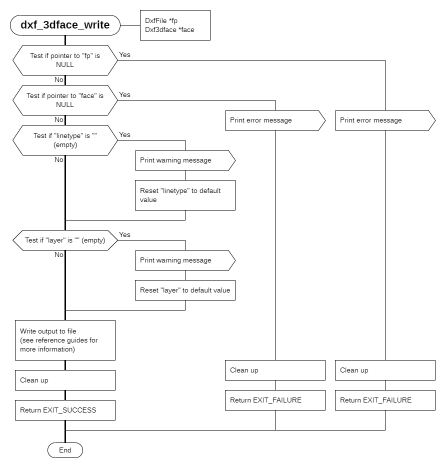 dxf_3dface_write
DxfFile *fp
Dxf3dface *face
Test if pointer to "fp" is
NULL
Yes
No
Test if pointer to "face" is
NULL
Yes
No
Print error message
Print error message
Test if "linetype" is ""
(empty)
Yes
No
Print warning message
Reset "linetype" to default
value
Test if "layer" is "" (empty)
Yes
No
Print warning message
Reset "layer" to default value
Write output to file
(see reference guides for
more information)
Clean up
Clean up
Clean up
Return EXIT_SUCCESS
Return EXIT_FAILURE
Return EXIT_FAILURE
End